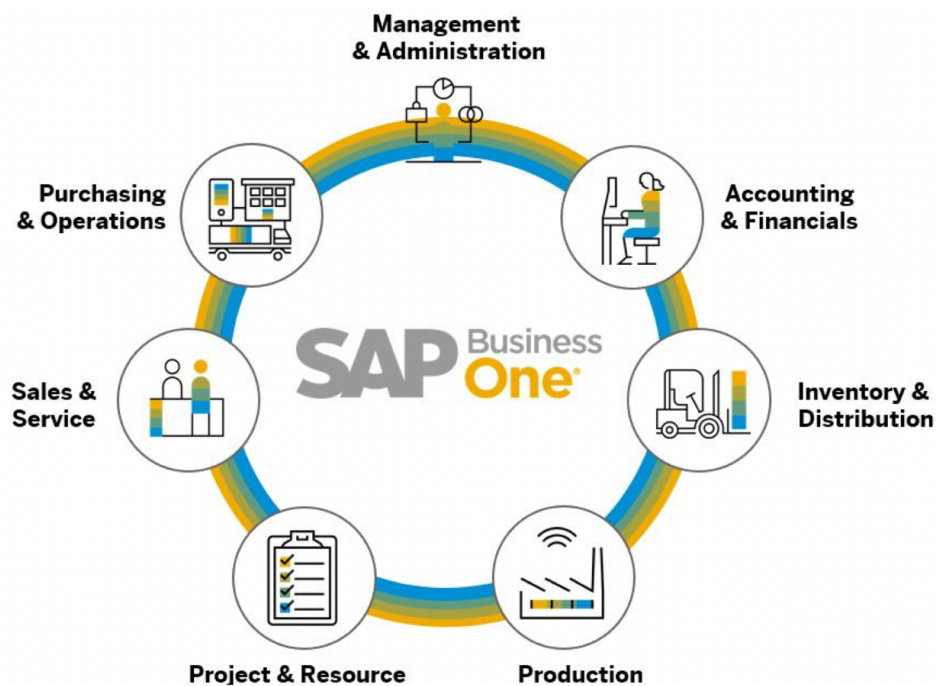 Management
& Administration
Purchasing
& Operations
Accounting
& Financials
SAP Business
One®
Sales &
Service
Inventory &
Distribution
Project & Resource
Production